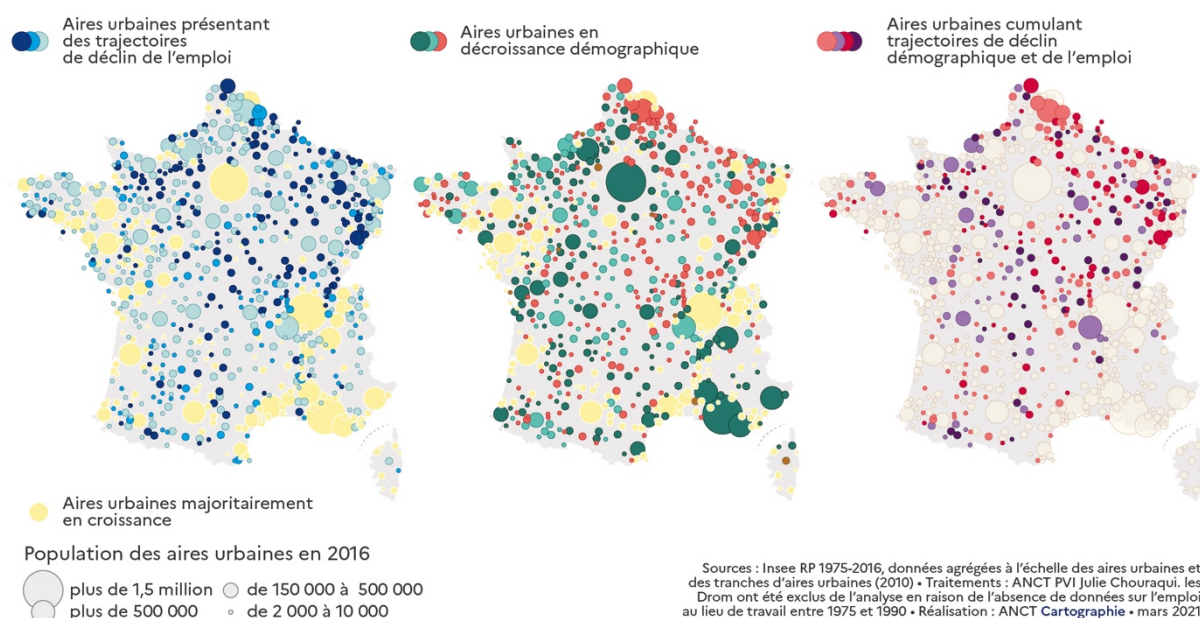 Aires urbaines présentant
des trajectoires
de déclin de l'emploi
Aires urbaines en
décroissance démographique
Aires urbaines cumulant
trajectoires de déclin
démographique et de l'emploi
Aires urbaines majoritairement
en croissance
Population des aires urbaines en 2016
plus de 1,5 million
de 150 000 à 500 000
plus de 500 000
de 2 000 à 10 000
Sources : Insee RP 1975-2016, données agrégées à l'échelle des aires urbaines et
des tranches d'aires urbaines (2010) • Traitements : ANCT PVI Julie Chouraqui. les
Drom ont été exclus de l'analyse en raison de l'absence de données sur l'emploi
au lieu de travail entre 1975 et 1990 • Réalisation : ANCT Cartographie • mars 2021